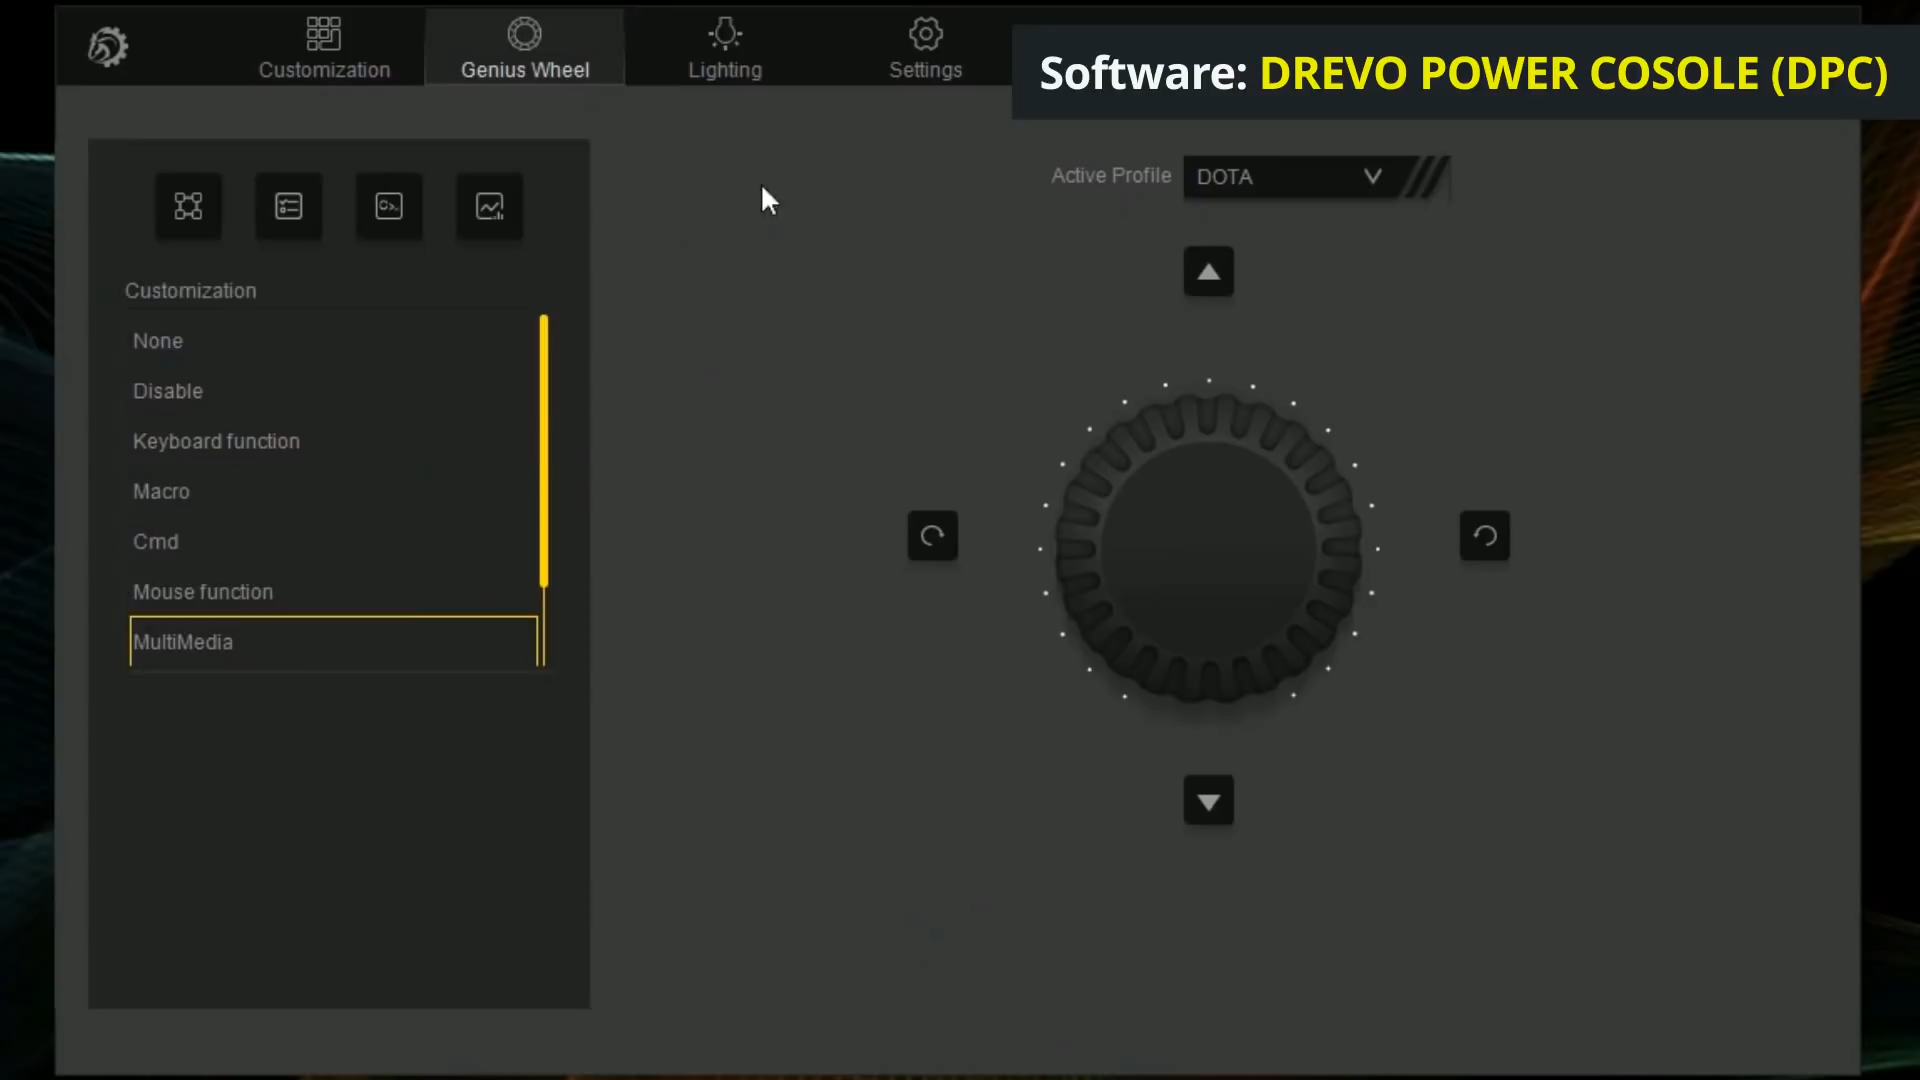 Customization
Genius Wheel
Lighting
Settings
Software: DREVO POWER COSOLE (DPC)
Active Profile
DOTA
Customization
None
Disable
Keyboard function
Macro
Cmd
Mouse function
MultiMedia